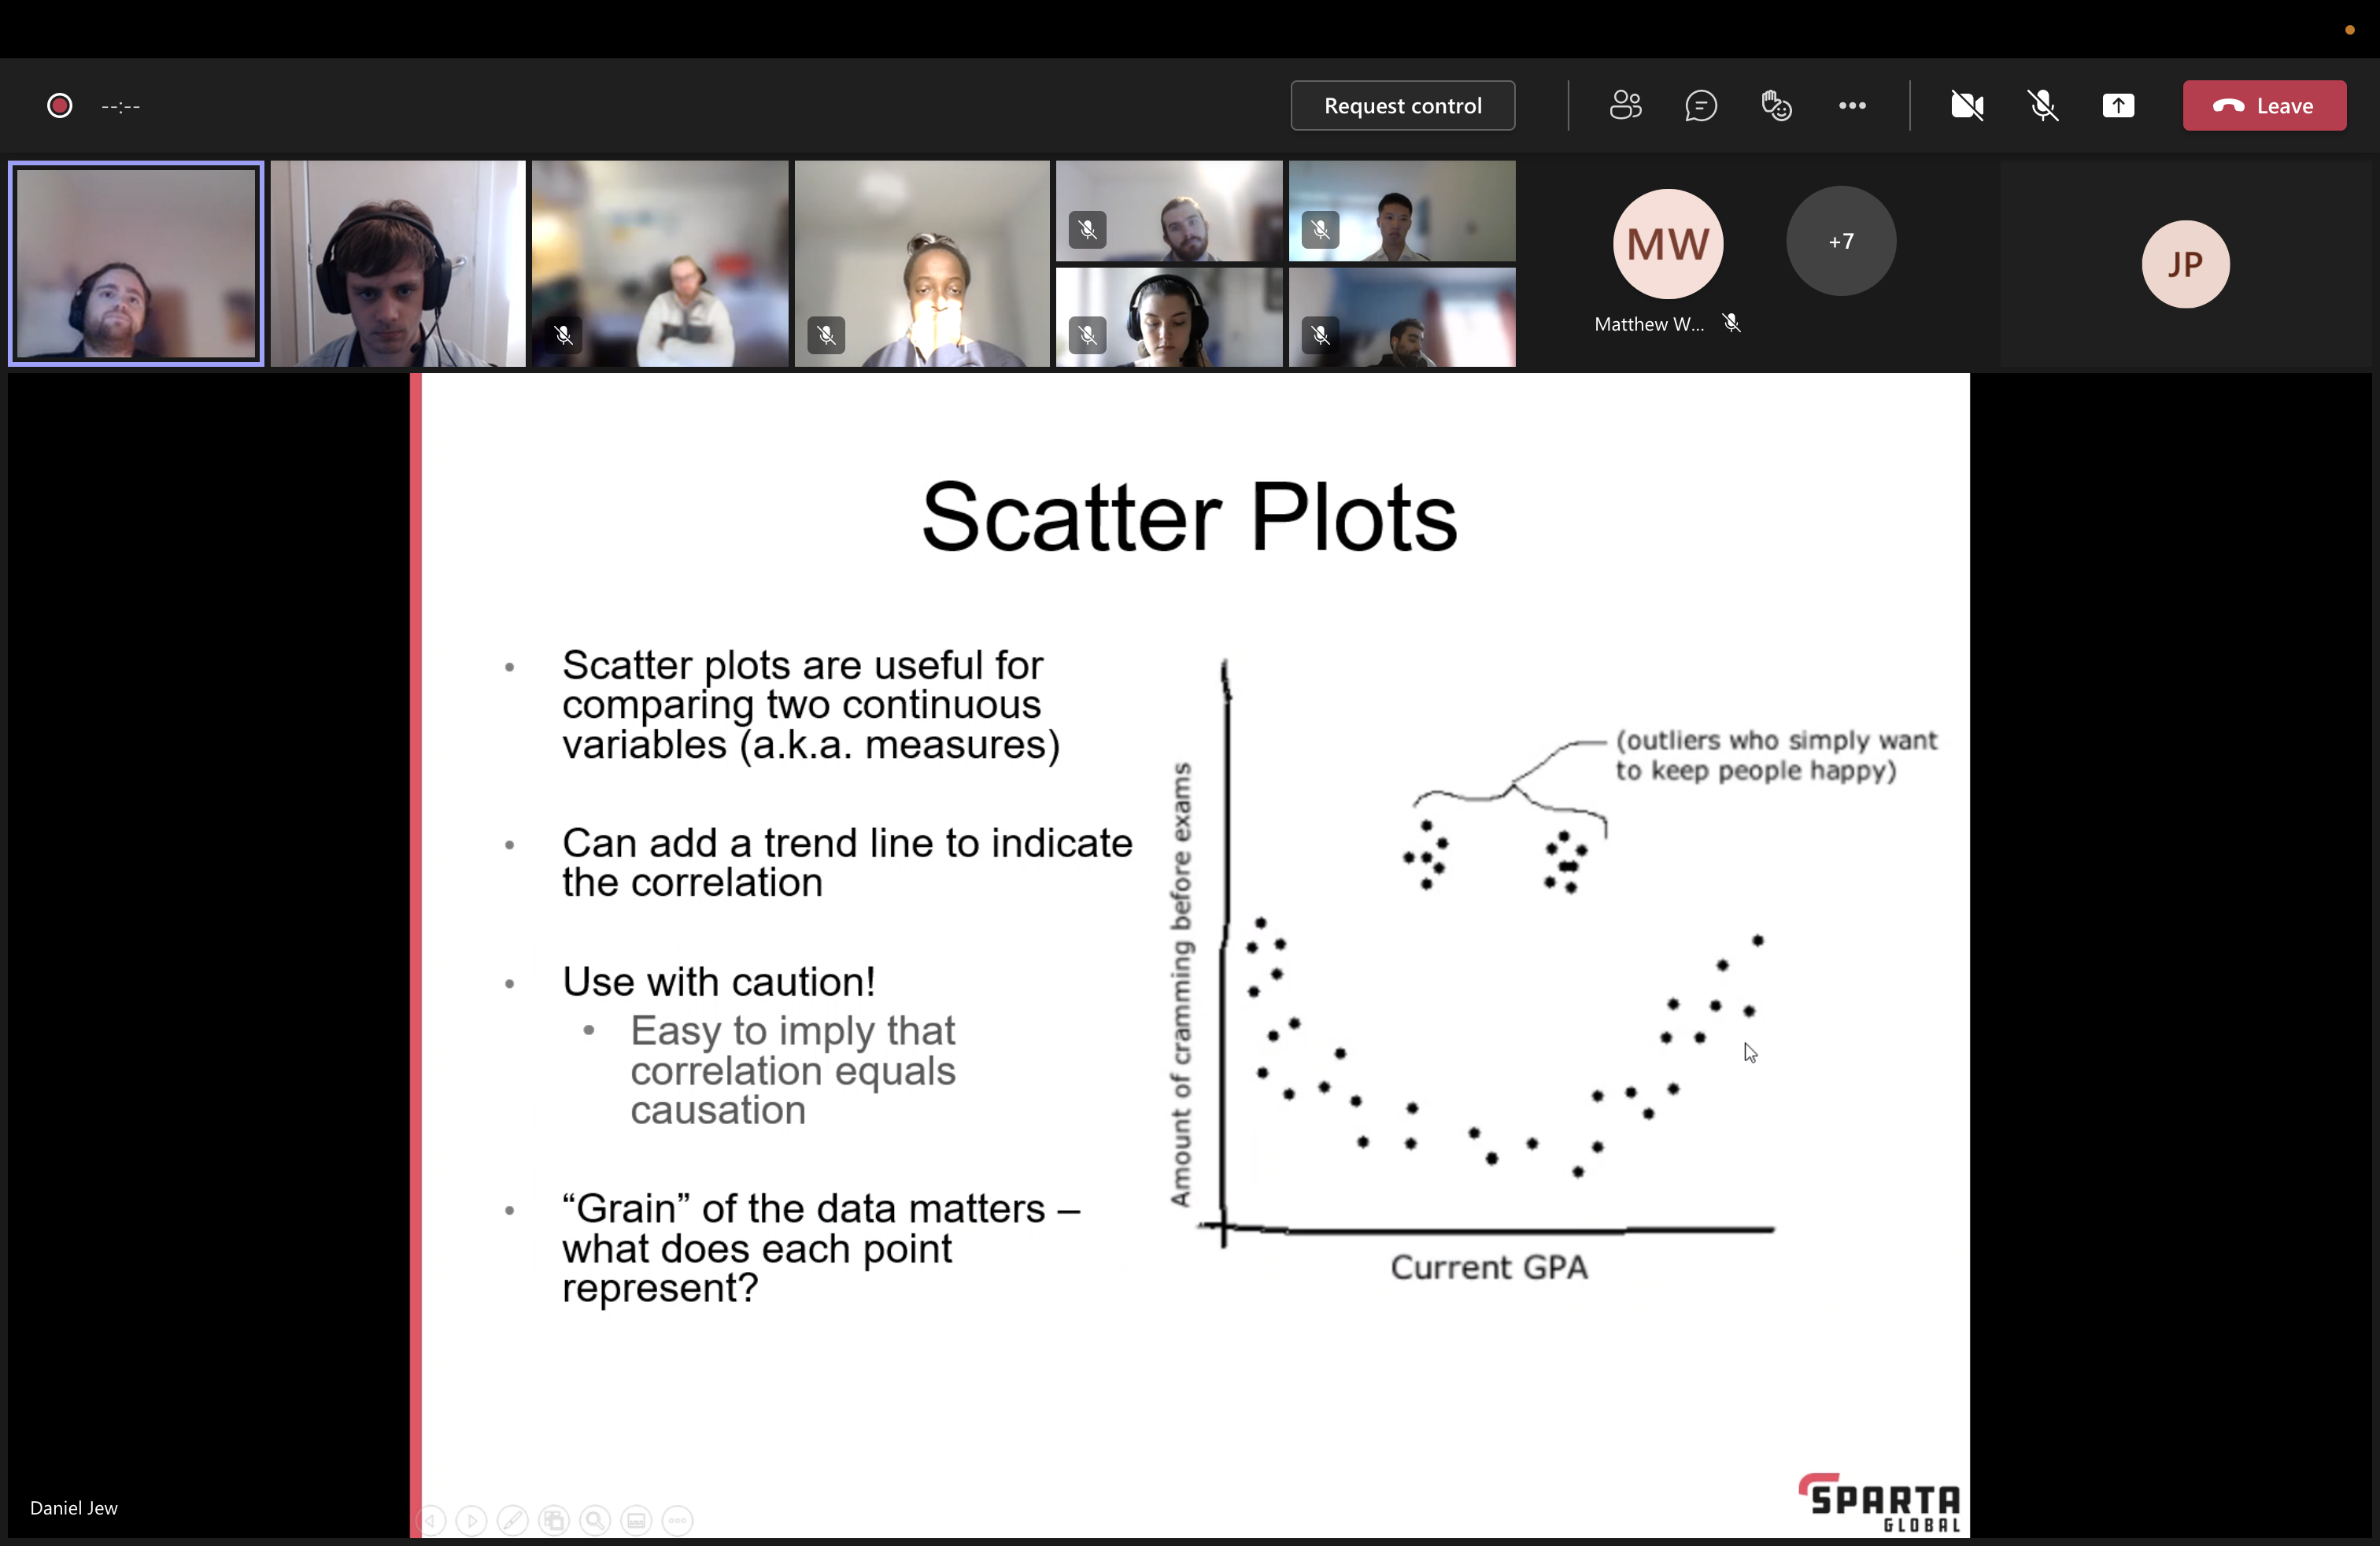 --:--
Request control
Leave
MW
+7
JP
Matthew W...
Scatter Plots
• Scatter plots are useful for
comparing two continuous
variables (a.k.a. measures)
• Can add a trend line to indicate
the correlation
• Use with caution!
• Easy to imply that
correlation equals
causation
• “Grain” of the data matters –
what does each point
represent?
Amount of cramming before exams
(outliers who simply want
to keep people happy)
Current GPA
Daniel Jew
SPARTA
GLOBAL